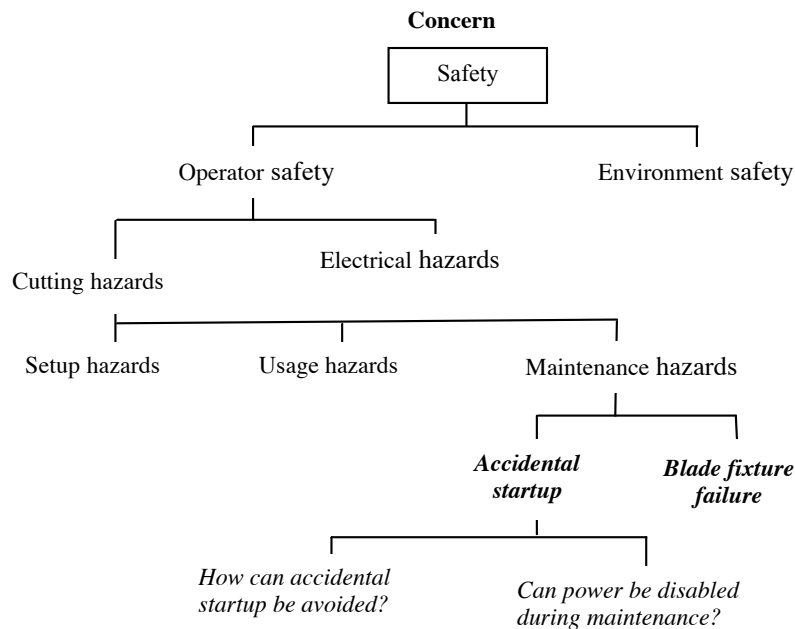 Concern
Safety
Operator safety
Environment safety
Cutting hazards
Electrical hazards
Setup hazards
Usage hazards
Maintenance hazards
Accidental
startup
Blade fixture
failure
How can accidental
startup be avoided?
Can power be disabled
during maintenance?